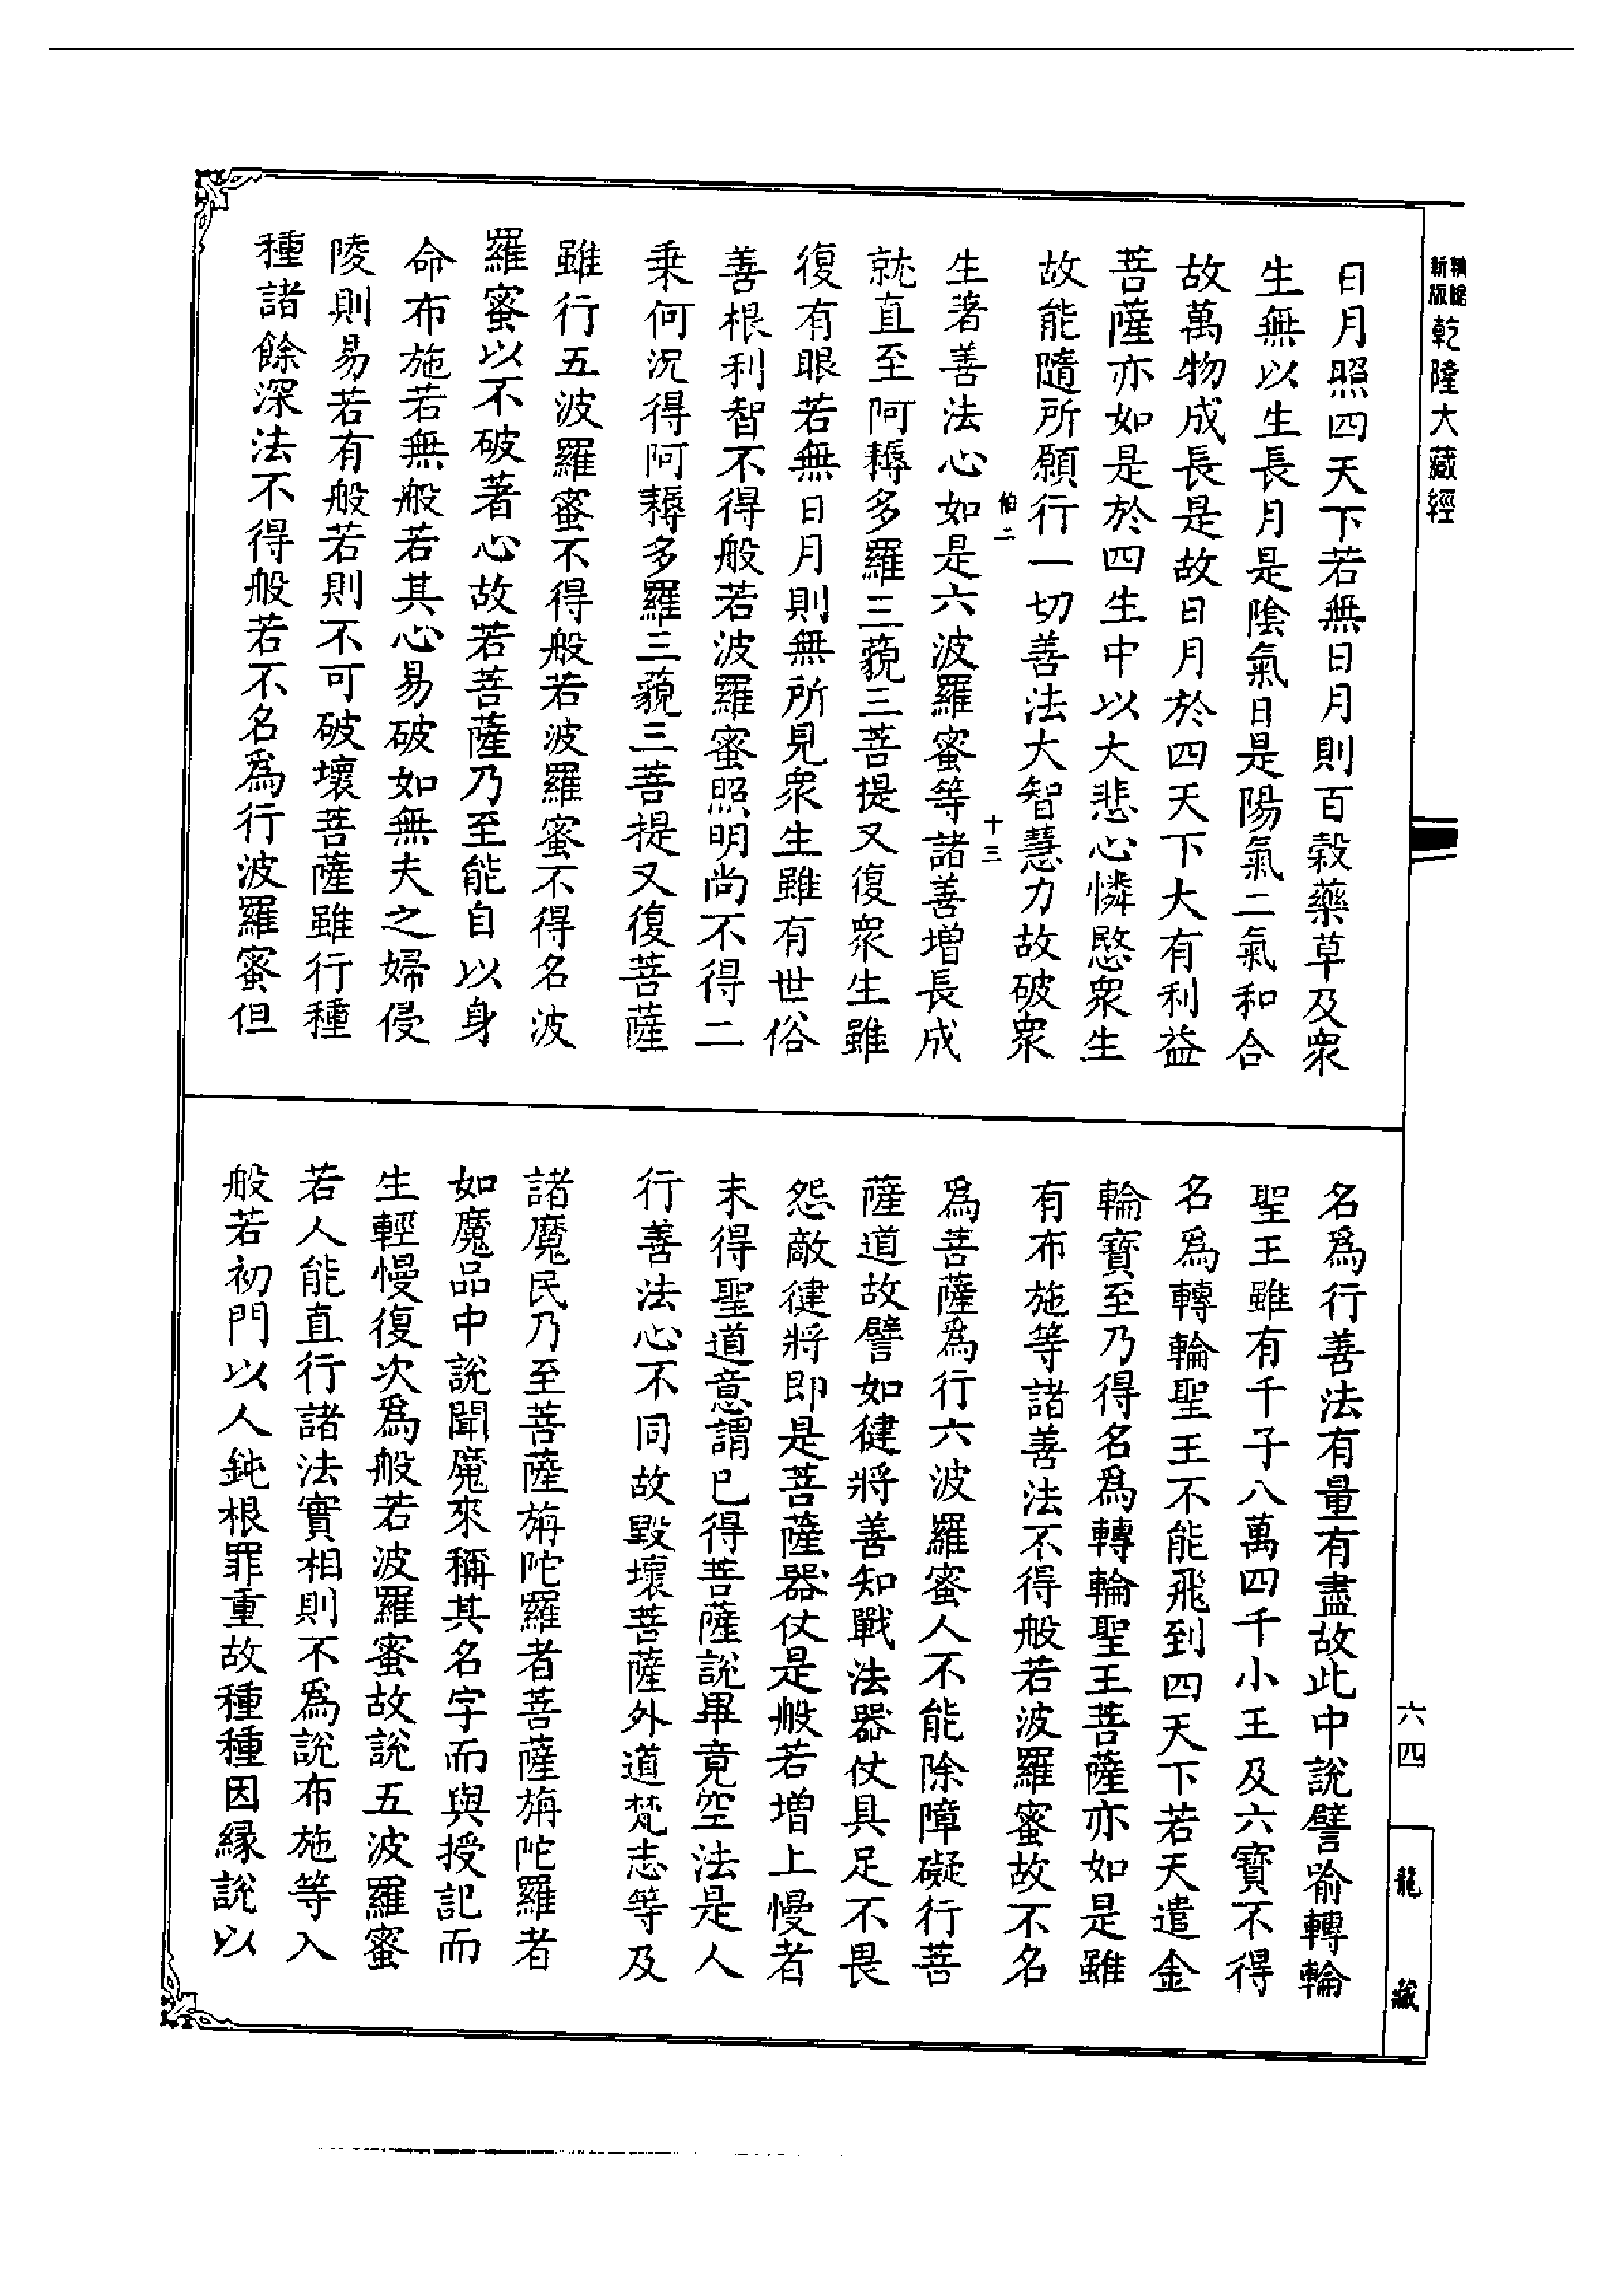 新版
乾隆大藏經
日月照四天下若無日月則百穀藥草及眾
生無以生長月是陰氣日是陽氣二氣和合
故萬物成長是故日月於四天下大有利益
菩薩亦如是於四生中以大悲心憐愍眾生
故能隨所願行一切善法大智慧力故破眾
十三
生著善法心如是六波羅蜜等諸善增長成
就直至阿耨多羅三藐三菩提又復眾生雖
復有眼若無日月則無所見眾生雖有世俗
善根利智不得般若波羅蜜照明尚不得二
乗何況得阿耨多羅三藐三菩提又復菩薩
雖行五波羅蜜不得般若波羅蜜不得名波
羅蜜以不破著心故若菩薩乃至能自以身
命布施若無般若其心易破如無夫之婦侵
陵則易若有般若則不可破壞菩薩雖行種
種諸餘深法不得般若不名為行波羅蜜但
名為行善法有量有盡故此中說譬喻轉輪
聖王雖有千子八萬四千小王及六寶不得
名為轉輪聖王不能飛到四天下若天遣金
輪寶至乃得名為轉輪聖王菩薩亦如是雖
有布施等諸善法不得般若波羅蜜故不名
為菩薩為行六波羅蜜人不能除障礙行菩
薩道故譬如健將善知戰法器仗具足不畏
怨敵健將即是菩薩器仗是般若增上慢者
未得聖道意謂已得菩薩說畢竟空法是人
行善法心不同故毀壞菩薩外道梵志等及
諸魔民乃至菩薩旃陀羅者菩薩旃陀羅者
如魔品中說聞魔來稱其名字而與授記而
生輕慢復次為般若波羅蜜故說五波羅蜜
若人能直行諸法實相則不為說布施等入
般若初門以人鈍根罪重故種種因緣說以
六四
龍藏